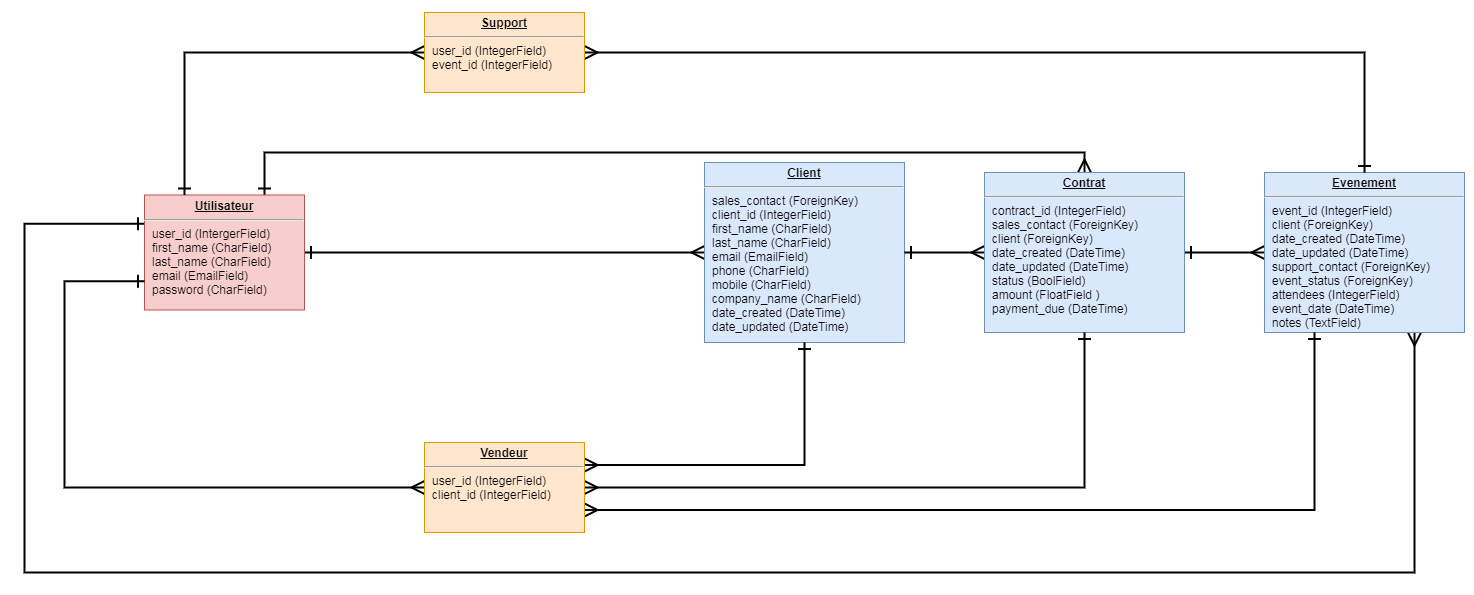 Support
user_id (IntegerField)
event_id (IntegerField)
Utilisateur
user_id (IntergerField)
first_name (CharField)
last_name (CharField)
email (EmailField)
password (CharField)
Client
sales_contact (ForeignKey)
client_id (IntegerField)
first_name (CharField)
last_name (CharField)
email (EmailField)
phone (CharField)
mobile (CharField)
company_name (CharField)
date_created (DateTime)
date_updated (DateTime)
Contrat
contract_id (IntegerField)
sales_contact (ForeignKey)
client (ForeignKey)
date_created (DateTime)
date_updated (DateTime)
status (BoolField)
amount (FloatField )
payment_due (DateTime)
Evenement
event_id (IntegerField)
client (ForeignKey)
date_created (DateTime)
date_updated (DateTime)
support_contact (ForeignKey)
event_status (ForeignKey)
attendees (IntegerField)
event_date (DateTime)
notes (TextField)
Vendeur
user_id (IntegerField)
client_id (IntegerField)